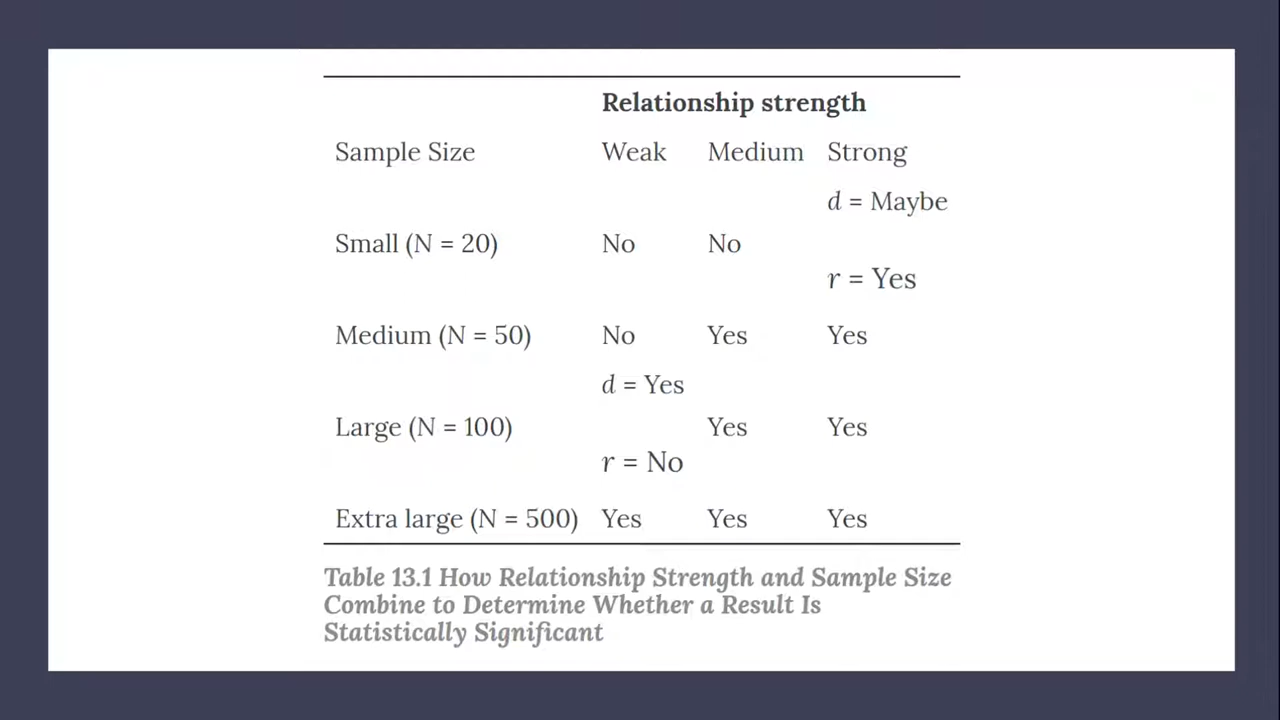 Relationship strength
Sample Size Weak Medium Strong
d = Maybe
Small (N = 20) No No
r = Yes
Medium (N = 50) No Yes Yes
d = Yes
Large (N = 100) Yes Yes
r = No
Extra large (N = 500) Yes Yes Yes
Table 13.1 How Relationship Strength and Sample Size
Combine to Determine Whether a Result Is
Statistically Significant